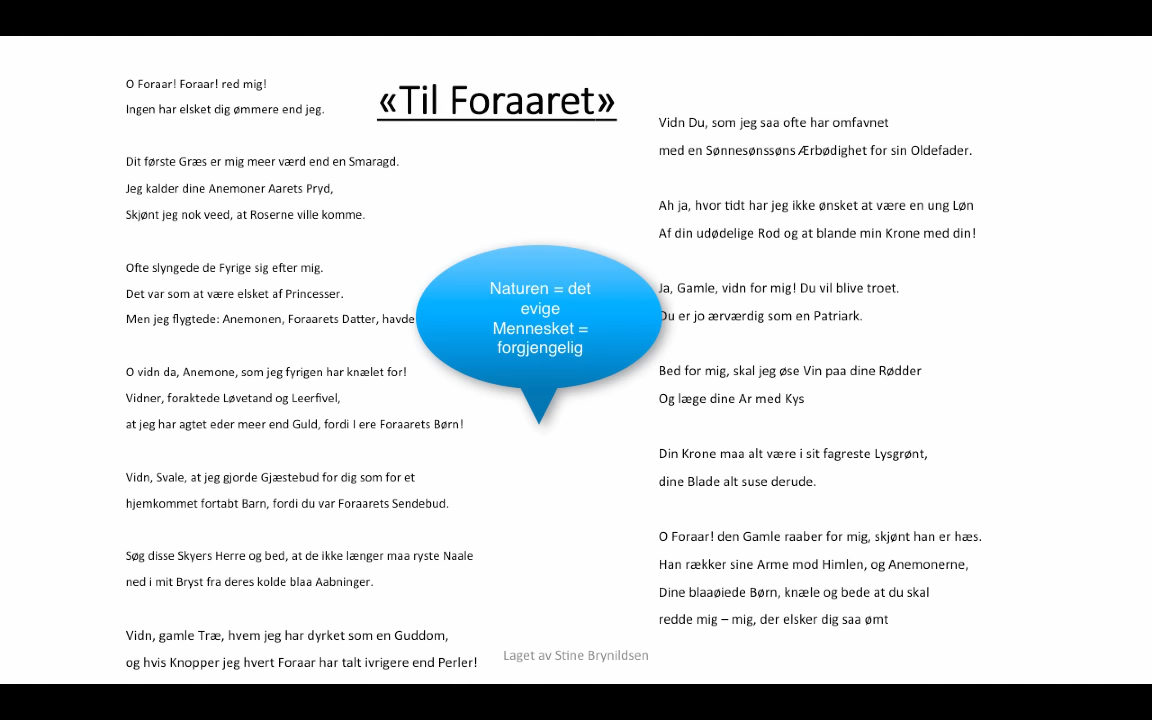 «Til Foraaret»
O Foraar! Foraar! red mig!
Ingen har elsket dig ømmere end jeg.
Dit første Græs er mig meer værd end en Smaragd.
Jeg kalder dine Anemoner Aarets Pryd,
Skjønt jeg nok veed, at Roserne ville komme.
Ofte slyngede de Fyrige sig efter mig.
Det var som at være elsket af Princesser.
Men jeg flygtede: Anemonen, Foraarets Datter, havde
O vidn da, Anemone, som jeg fyrigen har knælet for!
Vidner, foraktede Løvetand og Leerfivel,
at jeg har agtet eder meer end Guld, fordi I ere Foraarets Børn!
Vidn, Svale, at jeg gjorde Gjæstebud for dig som for et
hjemkommet fortabt Barn, fordi du var Foraarets Sendebud.
Søg disse Skyers Herre og bed, at de ikke længer maa ryste Naale
ned i mit Bryst fra deres kolde blaa Aabninger.
Vidn, gamle Træ, hvem jeg har dyrket som en Guddom,
og hvis Knopper jeg hvert Foraar har talt ivrigere end Perler!
Naturen = det
evige
Mennesket =
forgjengelig
Vidn Du, som jeg saa ofte har omfavnet
med en Sønnesønssøns Ærbødighet for sin Oldefader.
Ah ja, hvor tidt har jeg ikke ønsket at være en ung Løn
Af din udødelige Rod og at blande min Krone med din!
Ja, Gamle, vidn for mig! Du vil blive troet.
Du er jo ærværdig som en Patriark.
Bed for mig, skal jeg øse Vin paa dine Rødder
Og læge dine Ar med Kys
Din Krone maa alt være i sit fagreste Lysgrønt,
dine Blade alt suse derude.
O Foraar! den Gamle raaber for mig, skjønt han er hæs.
Han rækker sine Arme mod Himlen, og Anemonerne,
Dine blaaøiede Børn, knæle og bede at du skal
redde mig – mig, der elsker dig saa ømt
Laget av Stine Brynildsen